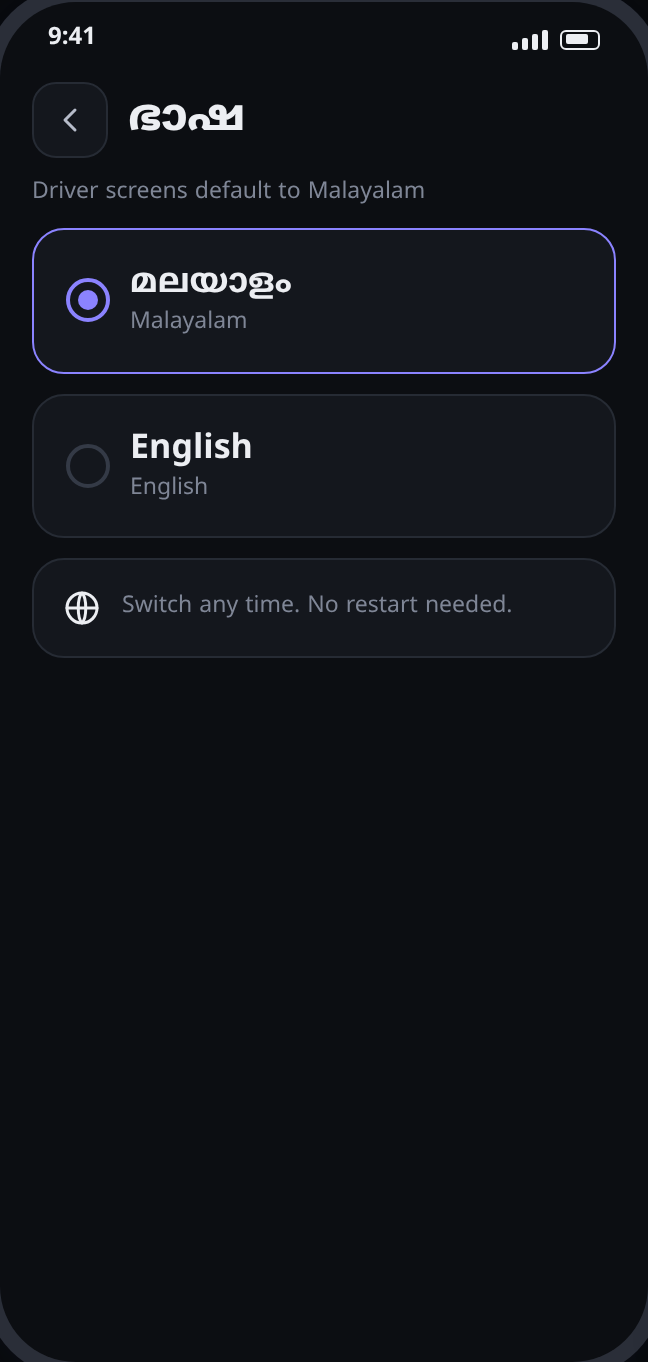 9:41
ഭാഷ
Driver screens default to Malayalam
മലയാളം
Malayalam
English
English
Switch any time. No restart needed.